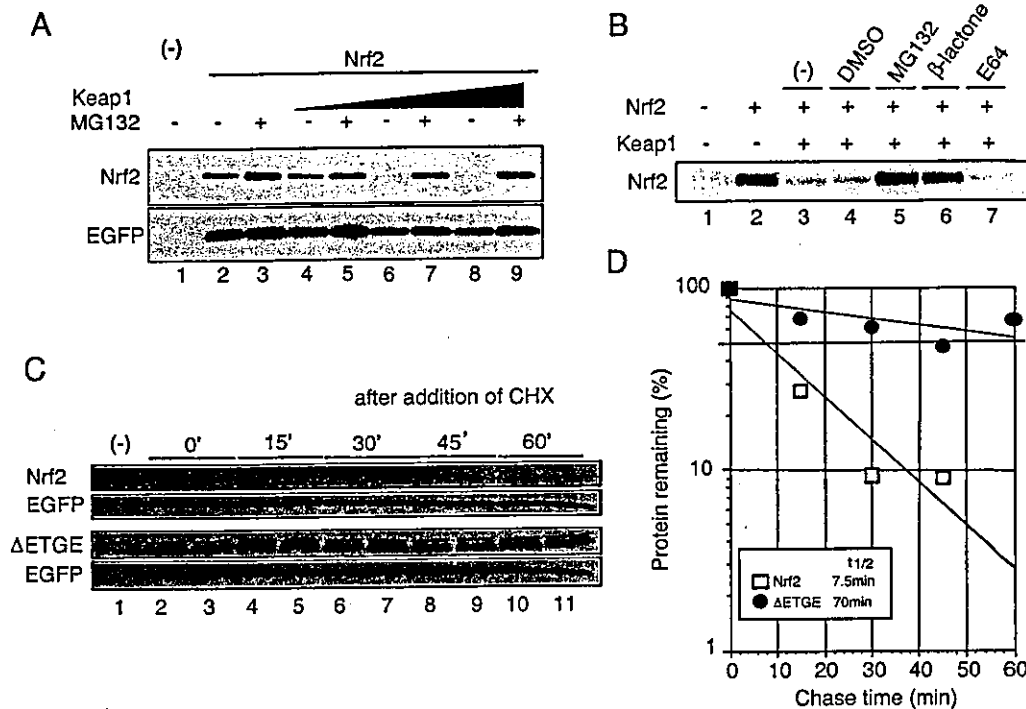 A
(-)
Nrf2
Keap1
MG132 - - + - + - + - +
Nrf2
EGFP
1 2 3 4 5 6 7 8 9
B
(-) DMSO MG132 β-lactone E64
Nrf2 - + + + + + +
Keap1 - - + + + + +
Nrf2
1 2 3 4 5 6 7
C
after addition of CHX
(-) 0' 15' 30' 45' 60'
Nrf2
EGFP
ΔETGE
EGFP
1 2 3 4 5 6 7 8 9 10 11
D
Protein remaining (%)
100
10
1
t1/2
Nrf2 7.5min
ΔETGE 70min
0 10 20 30 40 50 60
Chase time (min)